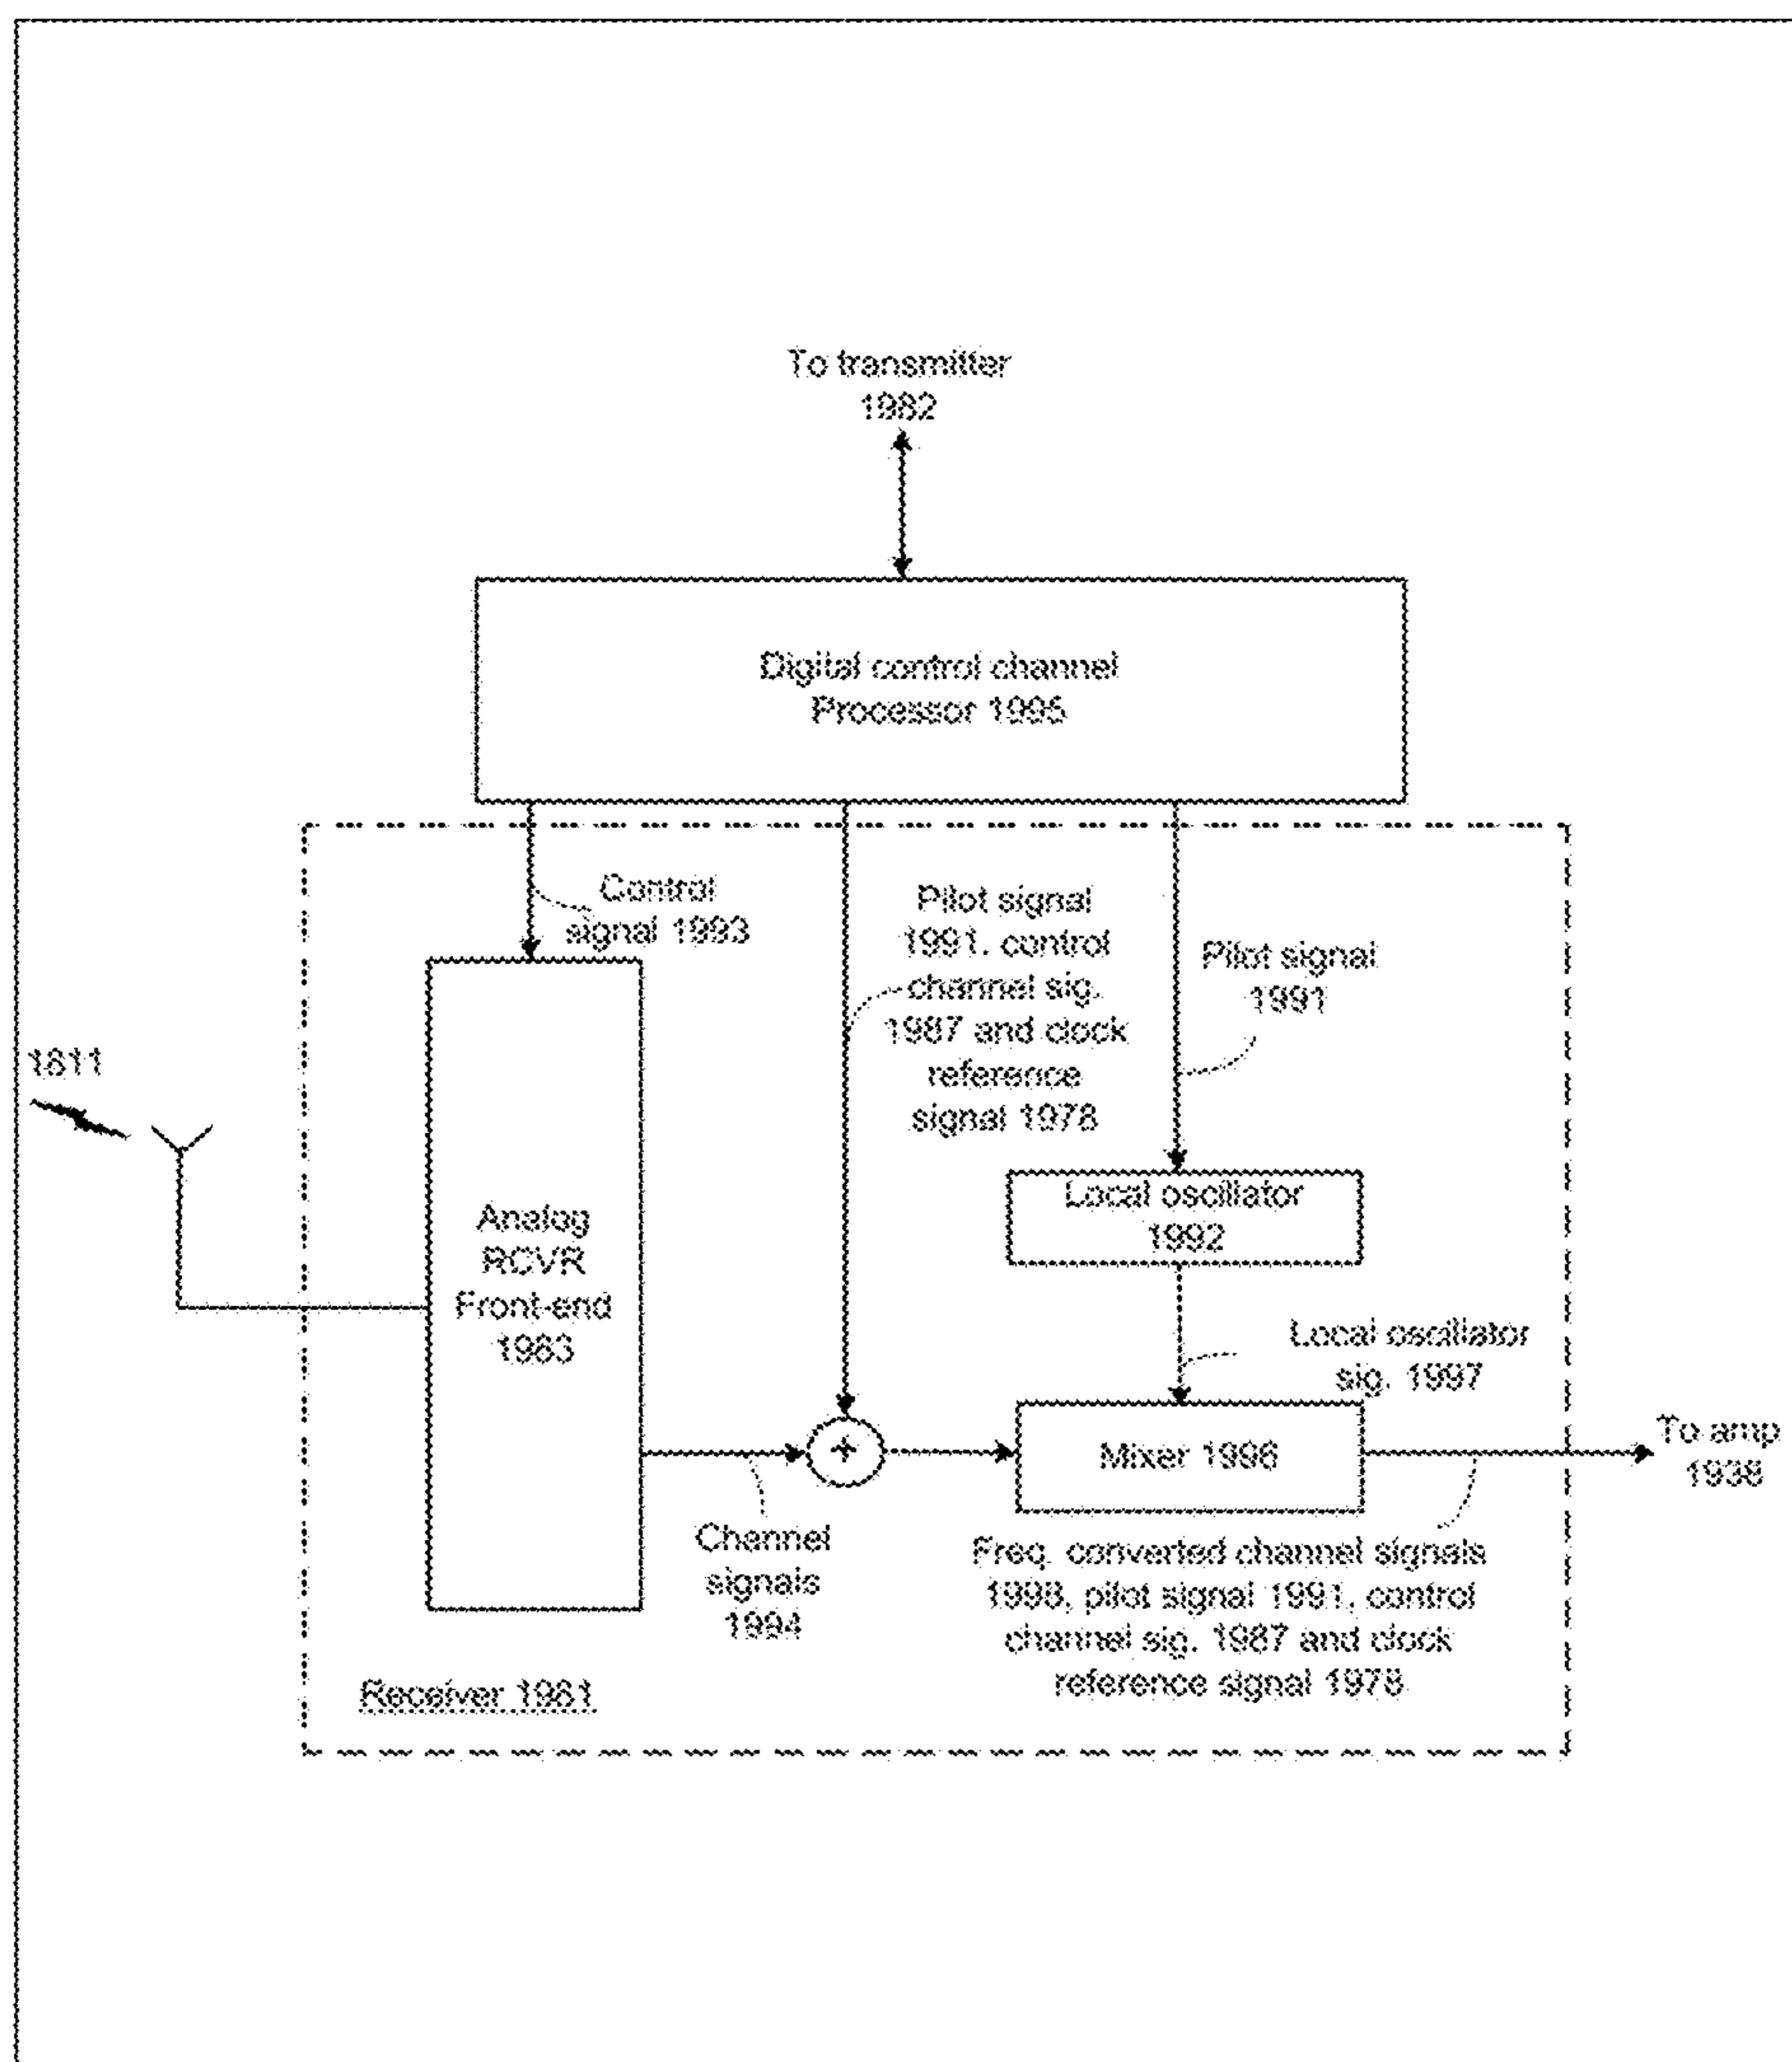 To transmitter
1982
Digital control channel
Processor 1995
Control
signal 1993
Pilot signal
1991, control
channel sig.
1987 and clock
reference
signal 1978
Pilot signal
1991
1811
Local oscillator
1992
Analog
RCVR
Front-end
1983
Local oscillator
sig. 1997
Mixer 1996
To amp
1938
Channel
signals
1994
Freq. converted channel signals
1998, pilot signal 1991, control
channel sig. 1987 and clock
reference signal 1978
Receiver 1981